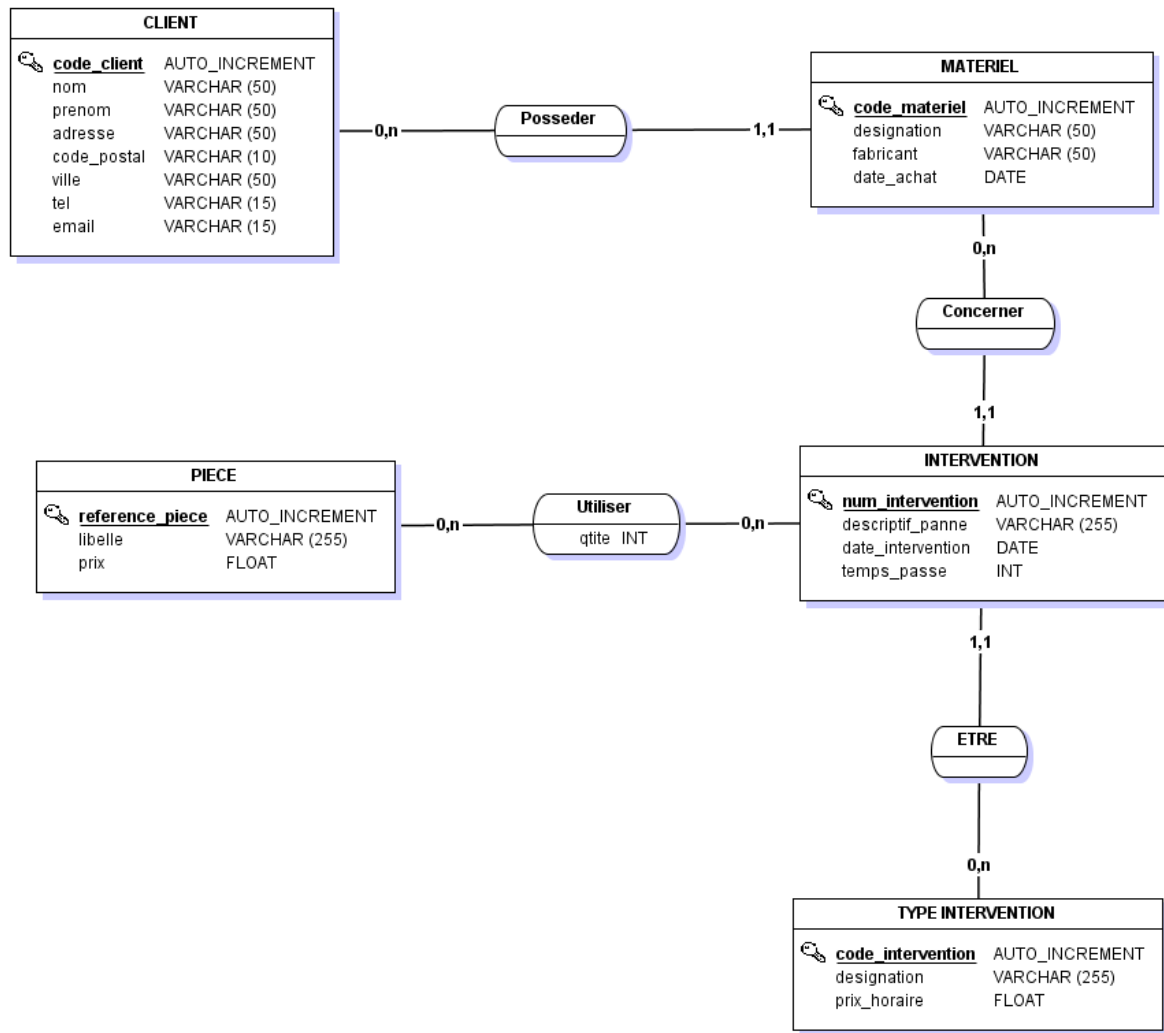 CLIENT
code_client AUTO_INCREMENT
nom VARCHAR (50)
prenom VARCHAR (50)
adresse VARCHAR (50)
code_postal VARCHAR (10)
ville VARCHAR (50)
tel VARCHAR (15)
email VARCHAR (15)
0,n
Posseder
1,1
MATERIEL
code_materiel AUTO_INCREMENT
designation VARCHAR (50)
fabricant VARCHAR (50)
date_achat DATE
0,n
Concerner
1,1
PIECE
reference_piece AUTO_INCREMENT
libelle VARCHAR (255)
prix FLOAT
0,n
Utiliser
qtite INT
0,n
INTERVENTION
num_intervention AUTO_INCREMENT
descriptif_panne VARCHAR (255)
date_intervention DATE
temps_passe INT
1,1
ETRE
0,n
TYPE INTERVENTION
code_intervention AUTO_INCREMENT
designation VARCHAR (255)
prix_horaire FLOAT